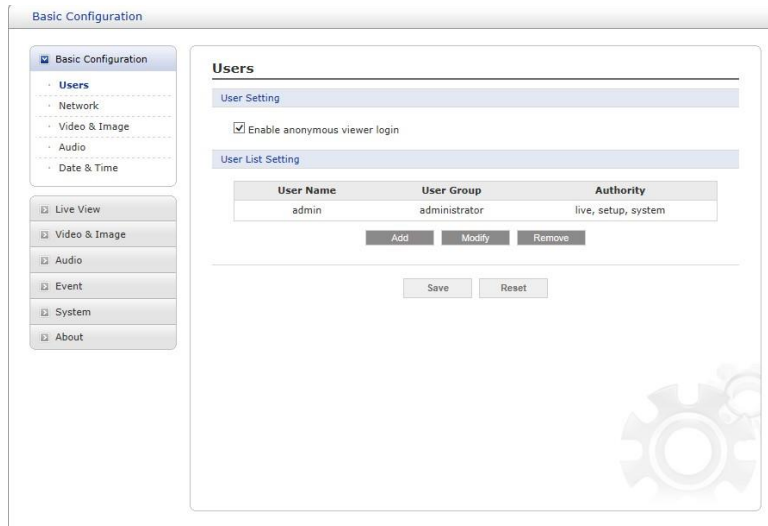 Basic Configuration
Basic Configuration
Users
Network
Video & Image
Audio
Date & Time
Live View
Video & Image
Audio
Event
System
About
Users
User Setting
Enable anonymous viewer login
User List Setting
User Name User Group Authority
admin administrator live, setup, system
Add Modify Remove
Save Reset